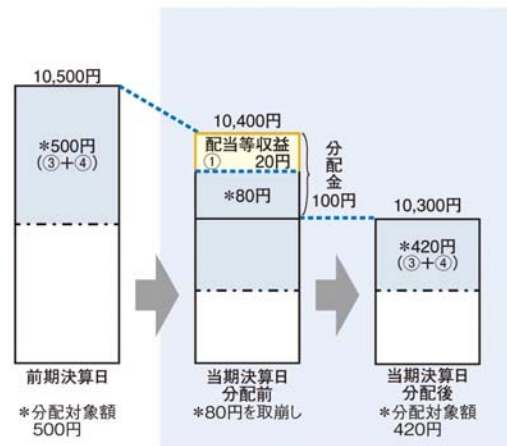 10,500円
*500円
(③+④)
前期決算日
*分配対象額
500円
10,400円
配当等収益
① 20円
*80円
分配金
100円
当期決算日
分配前
*80円を取崩し
10,300円
*420円
(③+④)
当期決算日
分配後
*分配対象額
420円